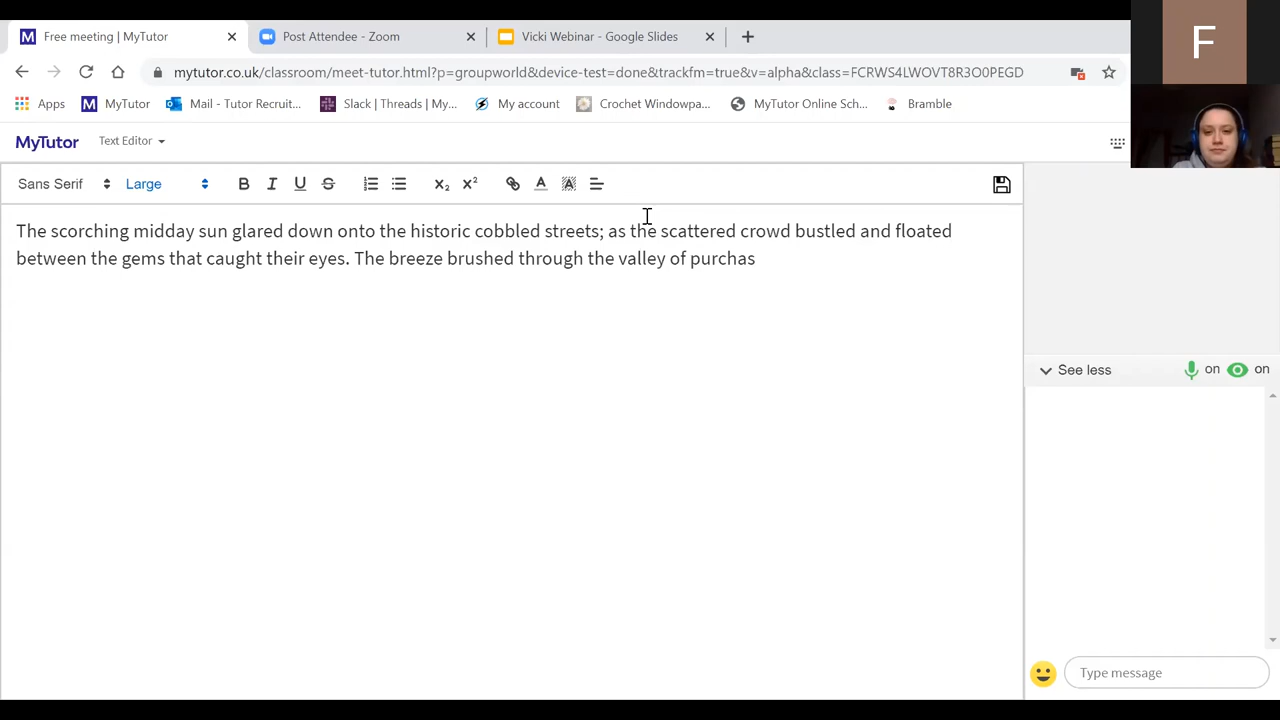 Free meeting | MyTutor Post Attendee - Zoom Vicki Webinar - Google Slides
mytutor.co.uk/classroom/meet-tutor.html?p=groupworld&device-test=done&trackfm=true&v=alpha&class=FCRWS4LWOVT8R3O0PEGD
Apps MyTutor Mail - Tutor Recruit... Slack | Threads | My... My account Crochet Windowpa... MyTutor Online Sch... Bramble
F
MyTutor Text Editor
Sans Serif Large B I U S X₂ X² A A
The scorching midday sun glared down onto the historic cobbled streets; as the scattered crowd bustled and floated
between the gems that caught their eyes. The breeze brushed through the valley of purchas
See less on on
Type message